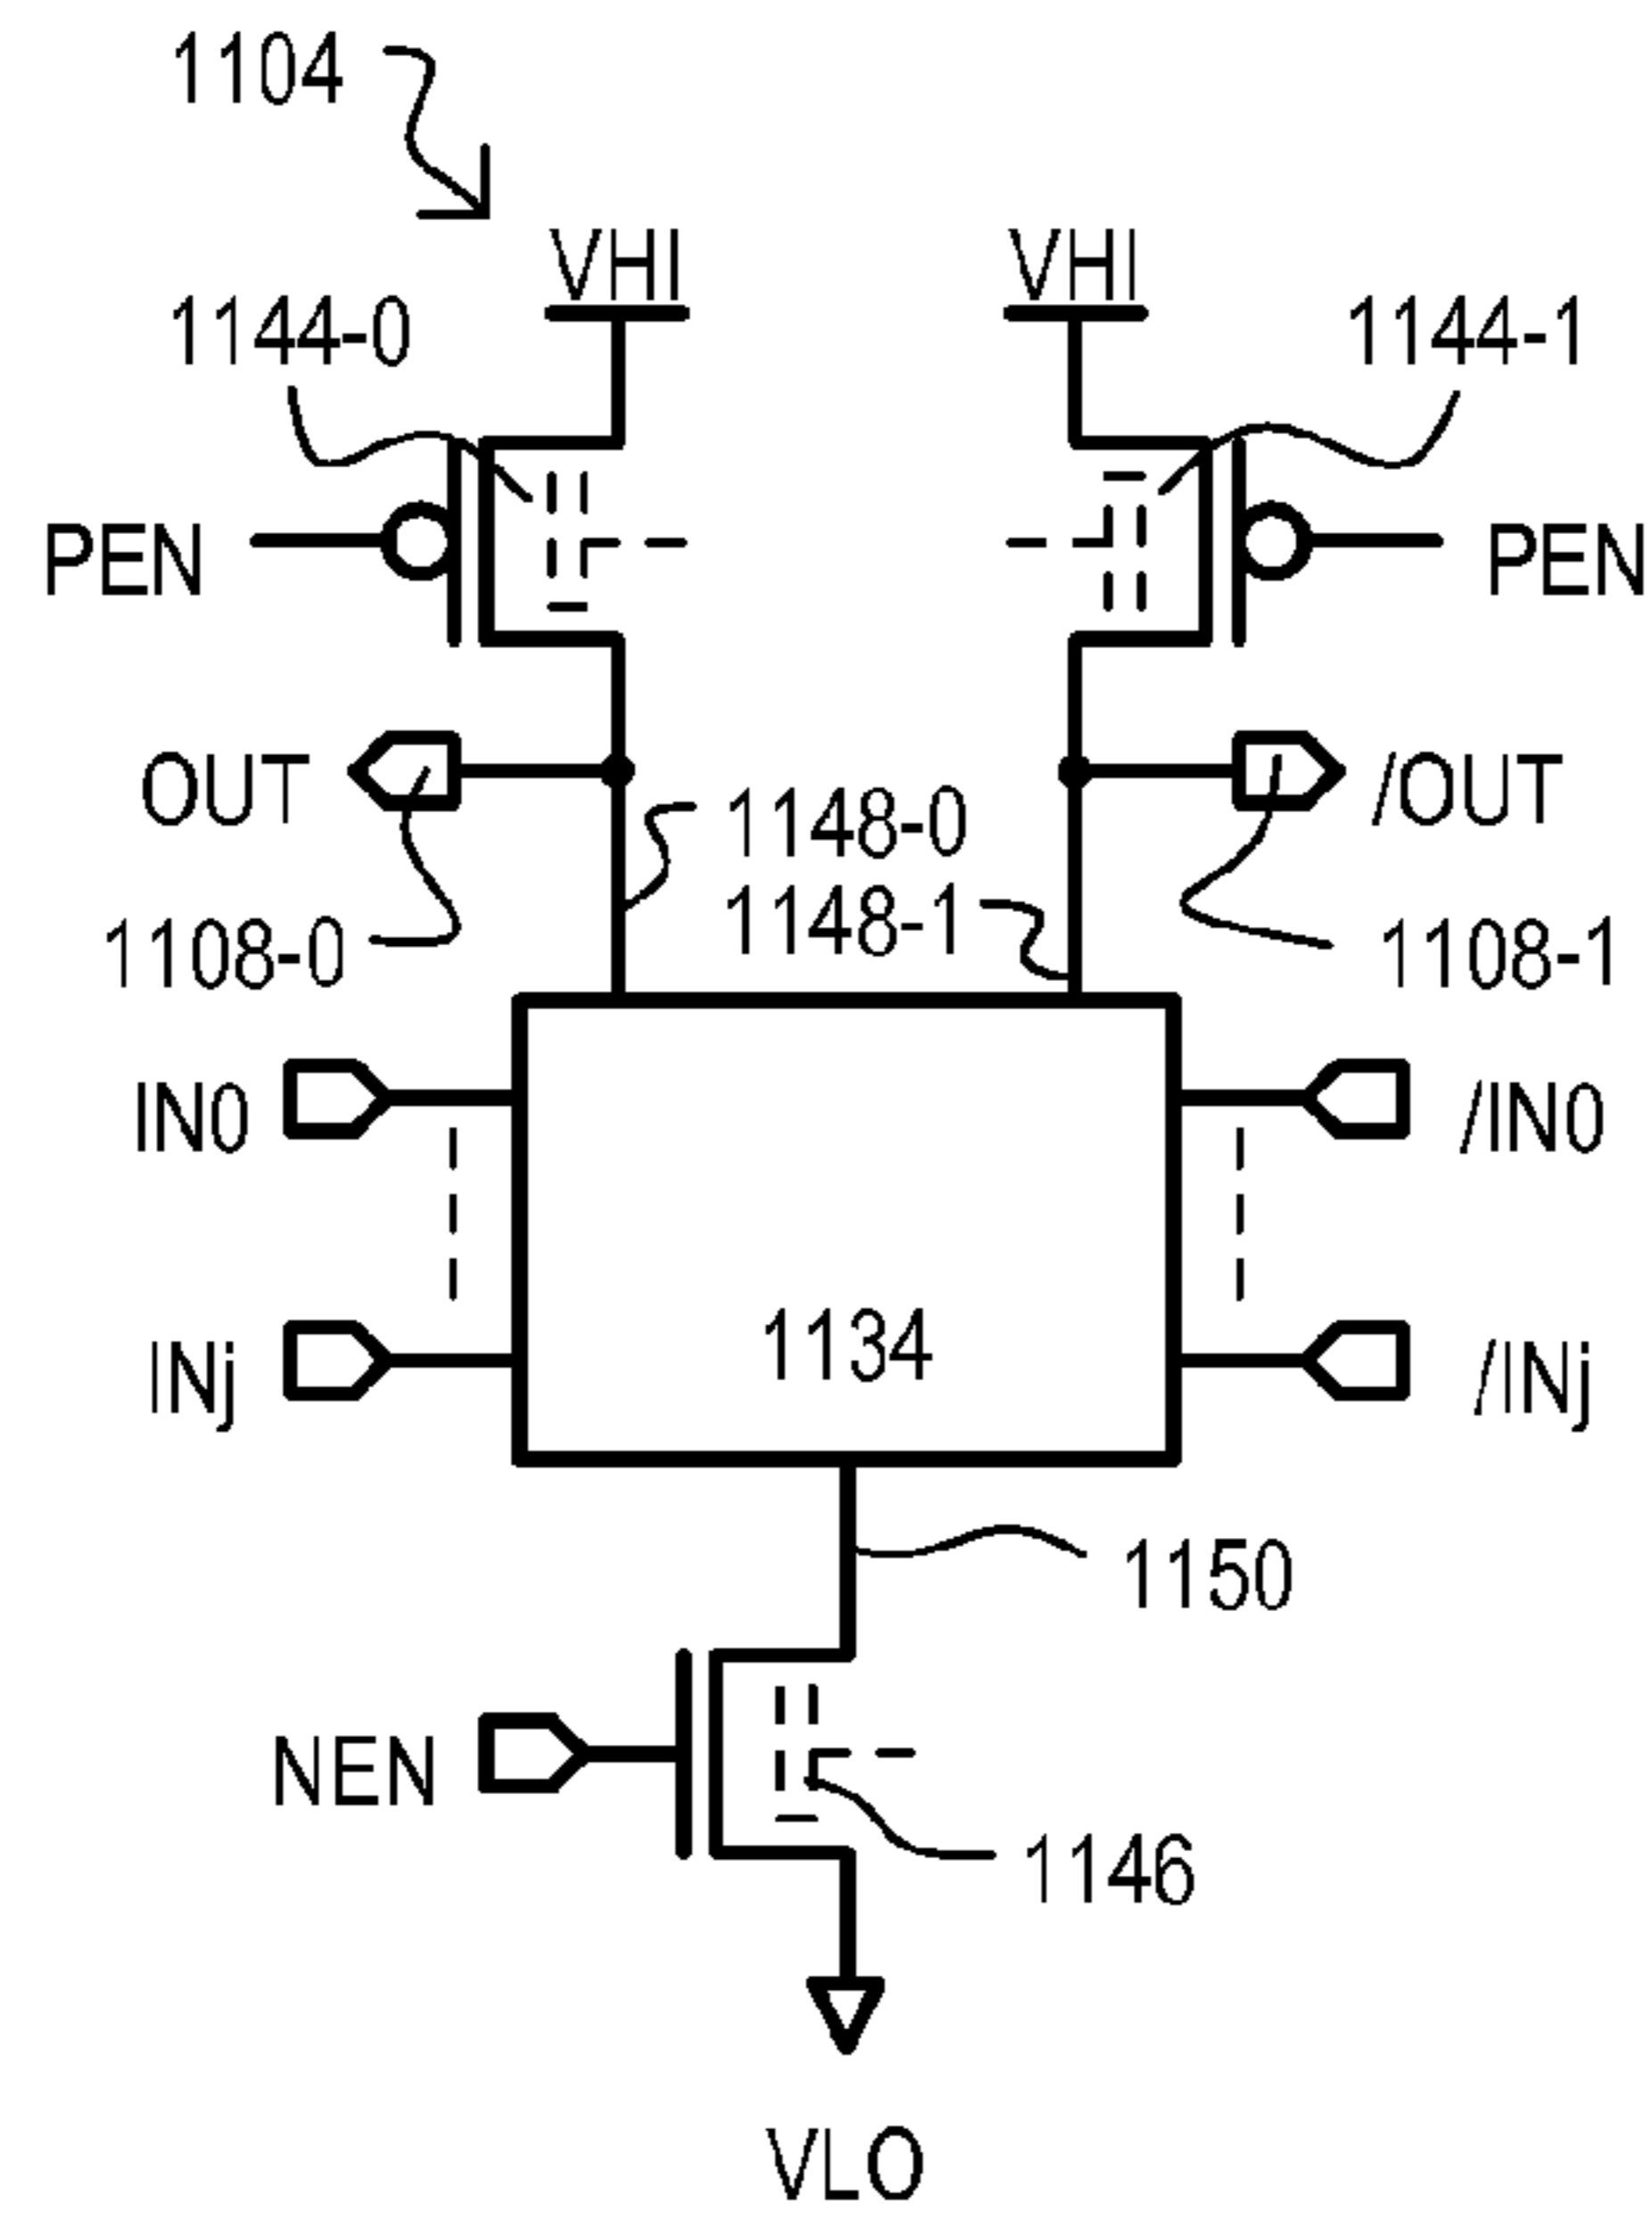 1104
VHI VHI
1144-0 1144-1
PEN PEN
OUT /OUT
1148-0
1148-1
1108-0 1108-1
IN0 /IN0
INj /INj
1134
1150
NEN
1146
VLO